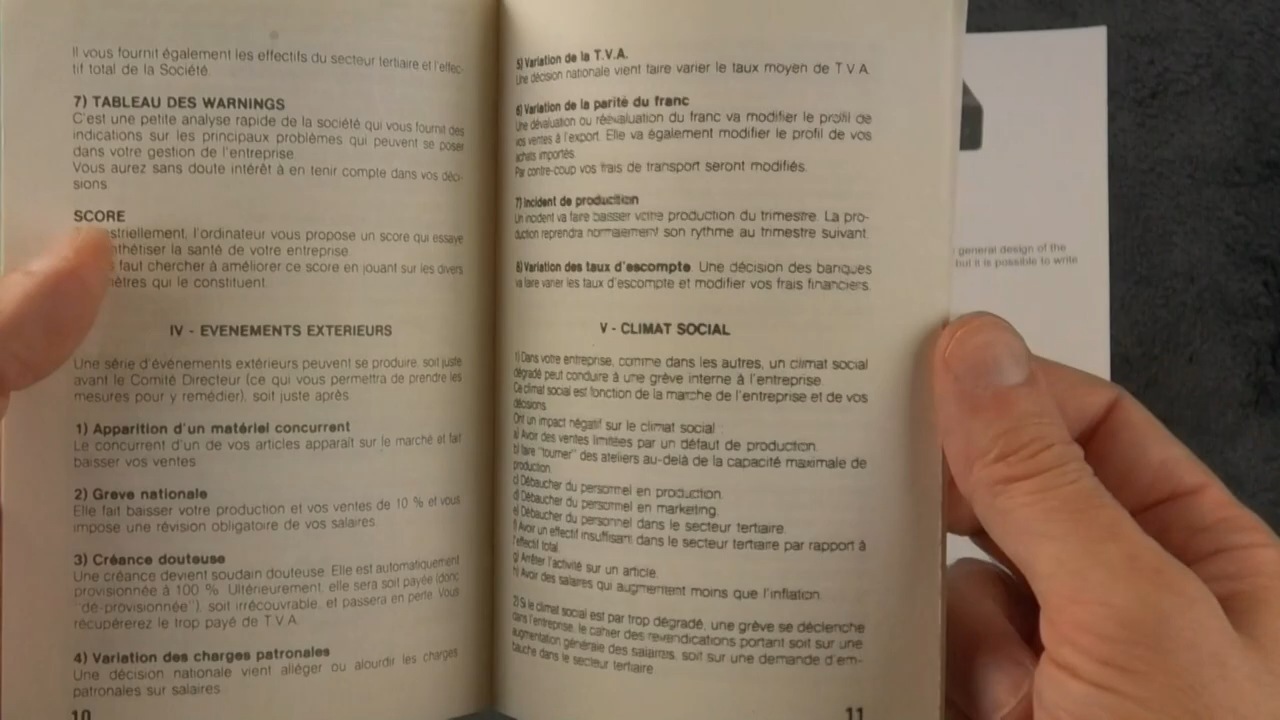 Il vous fournit également les effectifs du secteur tertiaire et l'effec-
tif total de la Société.
7) TABLEAU DES WARNINGS
C'est une petite analyse rapide de la société qui vous fournit des
indications sur les principaux problèmes qui peuvent se poser
dans votre gestion de l'entreprise
Vous aurez sans doute intérêt à en tenir compte dans vos déci-
sions.
SCORE
l'ordinateur vous propose un score qui essaye
la santé de votre entreprise
faut chercher à améliorer ce score en jouant sur les divers
qui le constituent.
IV - EVENEMENTS EXTERIEURS
Une série d'événements extérieurs peuvent se produire, soit juste
avant le Comité Directeur (ce qui vous permettra de prendre les
mesures pour y remédier), soit juste après.
1) Apparition d'un matériel concurrent
Le concurrent d'un de vos articles apparaît sur le marché et fait
baisser vos ventes
2) Greve nationale
Elle fait baisser votre production et vos ventes de 10 % et vous
impose une révision obligatoire de vos salaires.
3) Créance douteuse
Une créance devient soudain douteuse. Elle est automatiquement
provisionnée à 100 %. Ultérieurement, elle sera soit payée (donc
"dé-provisionnée"), soit irrécouvrable, et passera en perte. Vous
récupérerez le trop payé de T.V.A.
4) Variation des charges patronales
Une décision nationale vient alléger ou alourdir les charges
patronales sur salaires
10
5) Variation de la T.V.A.
Une décision nationale vient faire varier le taux moyen de T V A
6) Variation de la parité du franc
Une dévaluation ou réévaluation du franc va modifier le profil de
vos ventes à l'export. Elle va également modifier le profil de vos
achats importés.
Par contre-coup vos frais de transport seront modifiés.
7) Incident de production
Un incident va faire baisser votre production du trimestre. La pro-
duction reprendra normalement son rythme au trimestre suivant.
8) Variation des taux d'escompte. Une décision des banques
va faire varier les taux d'escompte et modifier vos frais financiers.
V - CLIMAT SOCIAL
1) Dans votre entreprise, comme dans les autres, un climat social
dégradé peut conduire à une grève interne à l'entreprise.
Ce climat social est fonction de la marche de l'entreprise et de vos
décisions.
Ont un impact négatif sur le climat social :
a) Avoir des ventes limitées par un défaut de production.
b) faire "tourner" des ateliers au-delà de la capacité maximale de
production.
c) Débaucher du personnel en production.
d) Débaucher du personnel en marketing.
e) Débaucher du personnel dans le secteur tertiaire.
f) Avoir un effectif insuffisant dans le secteur tertiaire par rapport à
l'effectif total.
g) Arrêter l'activité sur un article.
h) Avoir des salaires qui augmentent moins que l'inflation
2) Si le climat social est par trop dégradé, une grève se déclenche
dans l'entreprise, le cahier des revendications portant soit sur une
augmentation générale des salaires, soit sur une demande d'em-
bauche dans le secteur tertiaire
11
general design of the
but it is possible to write